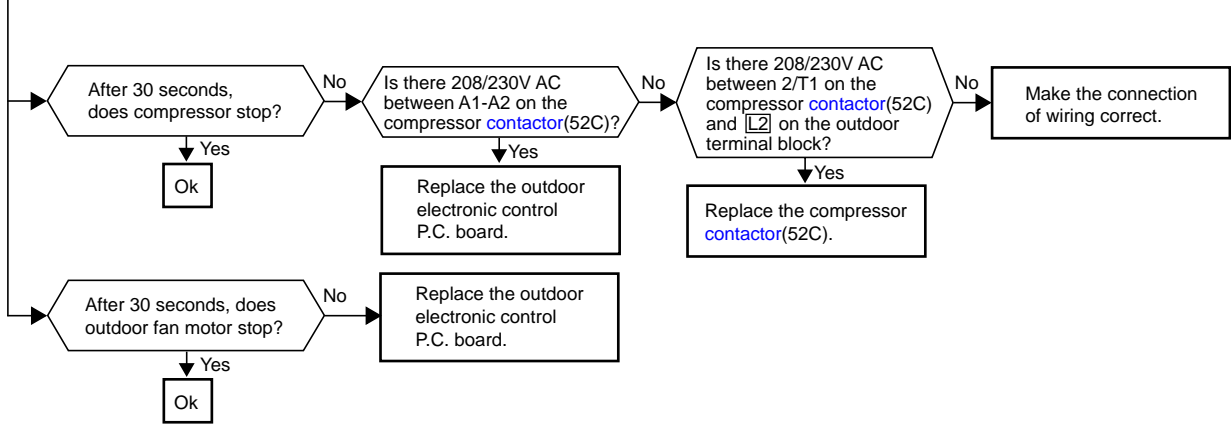 After 30 seconds,
does compressor stop?
No
Yes
Ok
Is there 208/230V AC
between A1-A2 on the
compressor contactor(52C)?
No
Yes
Replace the outdoor
electronic control
P.C. board.
Is there 208/230V AC
between 2/T1 on the
compressor contactor(52C)
and L2 on the outdoor
terminal block?
No
Yes
Replace the compressor
contactor(52C).
Make the connection
of wiring correct.
After 30 seconds, does
outdoor fan motor stop?
No
Yes
Ok
Replace the outdoor
electronic control
P.C. board.